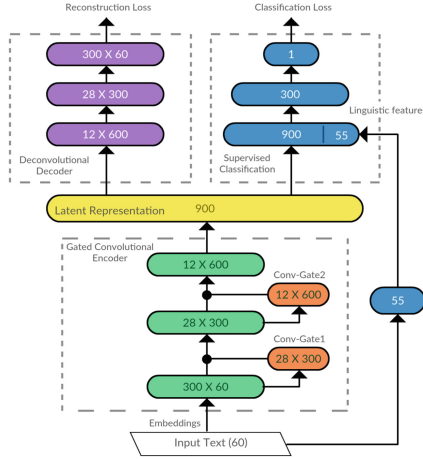 Reconstruction Loss
Classification Loss
300 X 60
1
28 X 300
300
Linguistic feature
12 X 600
900
55
Deconvolutional
Decoder
Supervised
Classification
Latent Representation
900
Gated Convolutional
Encoder
12 X 600
Conv-Gate2
12 X 600
55
28 X 300
Conv-Gate1
28 X 300
300 X 60
Embeddings
Input Text (60)